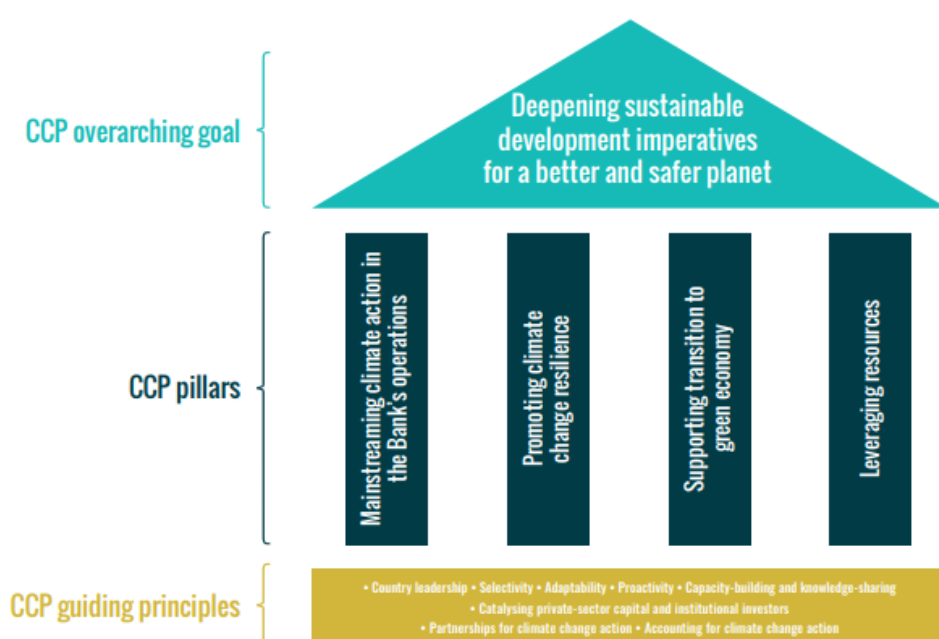 CCP overarching goal
Deepening sustainable
development imperatives
for a better and safer planet
CCP pillars
Mainstreaming climate action in
the Bank's operations
Promoting climate
change resilience
Supporting transition to
green economy
Leveraging resources
CCP guiding principles
• Country leadership • Selectivity • Adaptability • Proactivity • Capacity-building and knowledge-sharing
• Catalysing private-sector capital and institutional investors
• Partnerships for climate change action • Accounting for climate change action